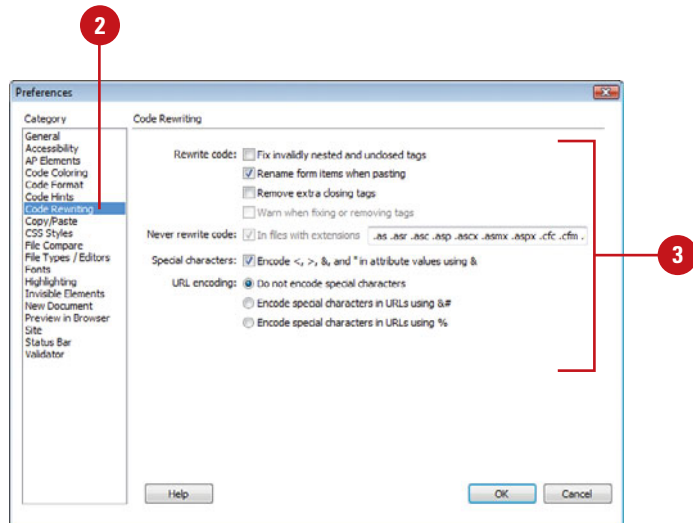 2
Preferences
Category
General
Accessibility
AP Elements
Code Coloring
Code Format
Code Hints
Code Rewriting
Copy/Paste
CSS Styles
File Compare
File Types / Editors
Fonts
Highlighting
Invisible Elements
New Document
Preview in Browser
Site
Status Bar
Validator
Code Rewriting
Rewrite code: Fix invalidly nested and unclosed tags
Rename form items when pasting
Remove extra closing tags
Warn when fixing or removing tags
Never rewrite code: In files with extensions .as .asr .asc .asp .ascx .asmx .aspx .cfc .cfm .
Special characters: Encode <, >, &, and " in attribute values using &
URL encoding: Do not encode special characters
Encode special characters in URLs using &#
Encode special characters in URLs using %
3
Help OK Cancel